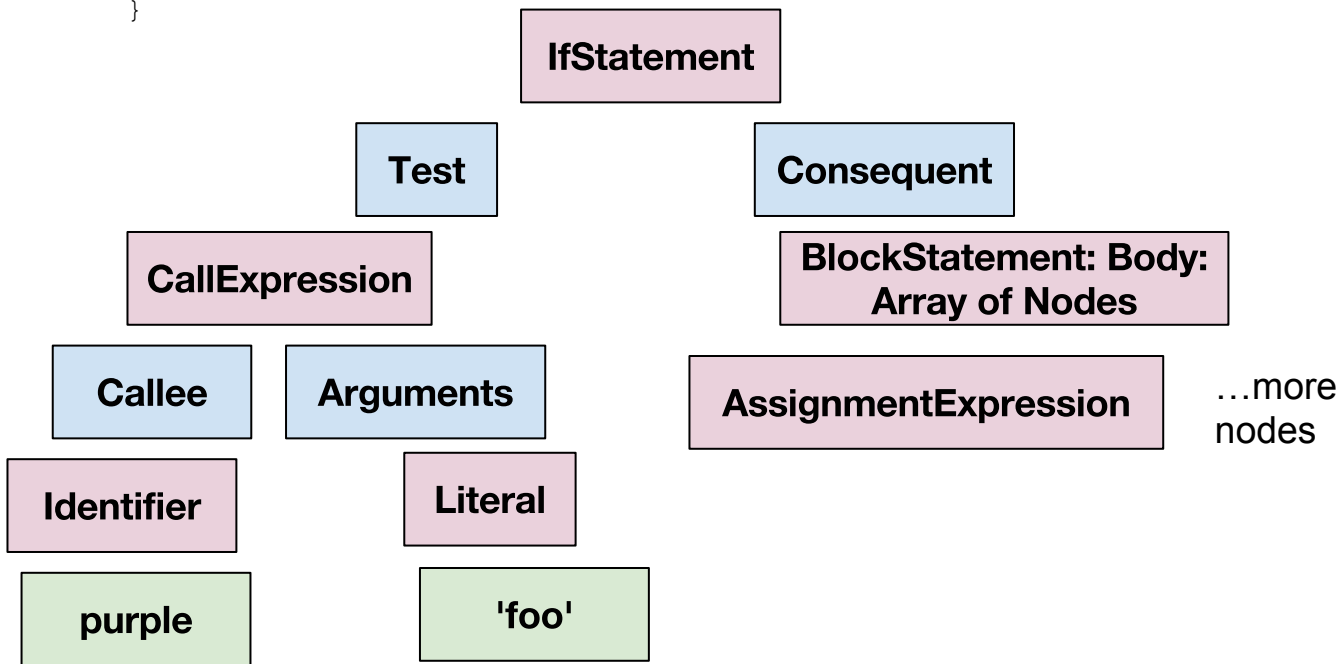 }
IfStatement
Test
Consequent
CallExpression
BlockStatement: Body:
Array of Nodes
Callee
Arguments
AssignmentExpression
…more
nodes
Identifier
Literal
purple
'foo'